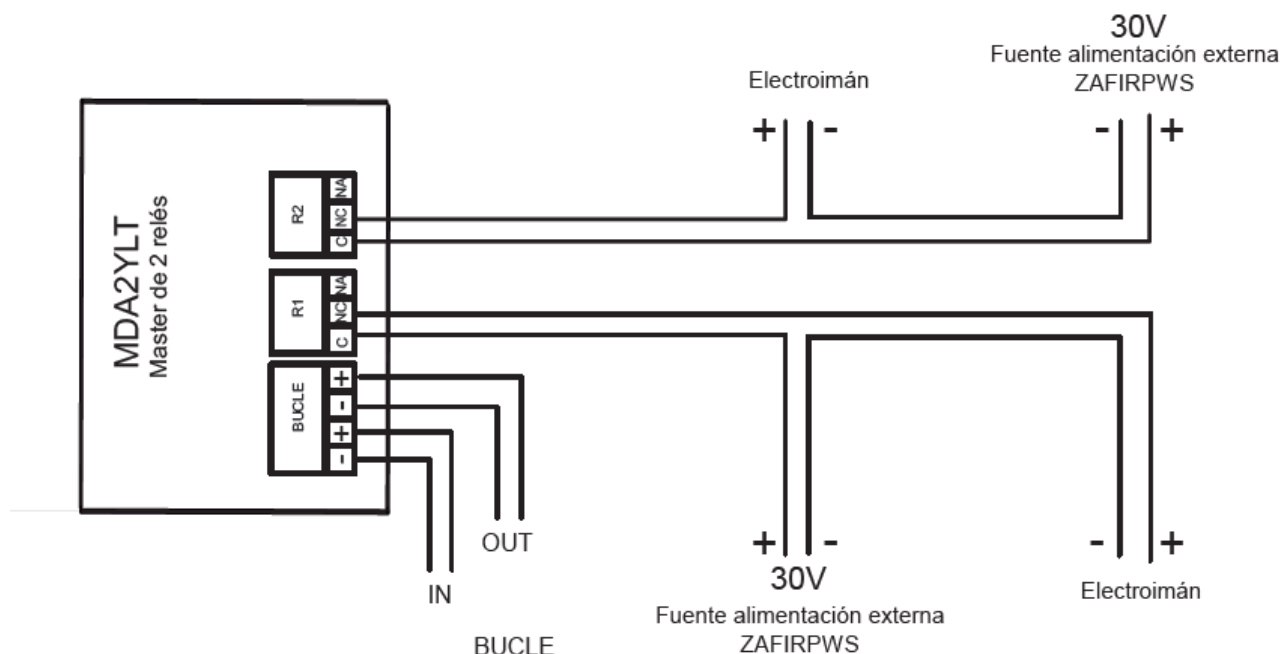 30V
Fuente alimentación externa
ZAFIRPWS
Electroimán
+ -
- +
MDA2YLT
Master de 2 relés
R2
NA
NC
C
R1
NA
NC
C
BUCLE
+
-
+
-
OUT
IN
BUCLE
+ -
30V
Fuente alimentación externa
ZAFIRPWS
- +
Electroimán